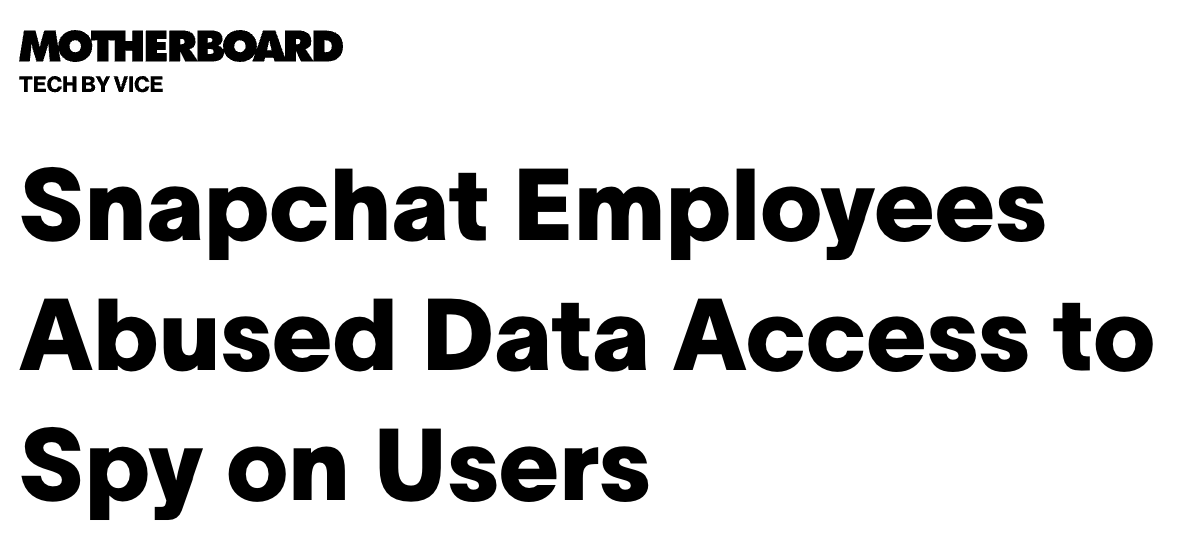 MOTHERBOARD
TECH BY VICE
Snapchat Employees
Abused Data Access to
Spy on Users